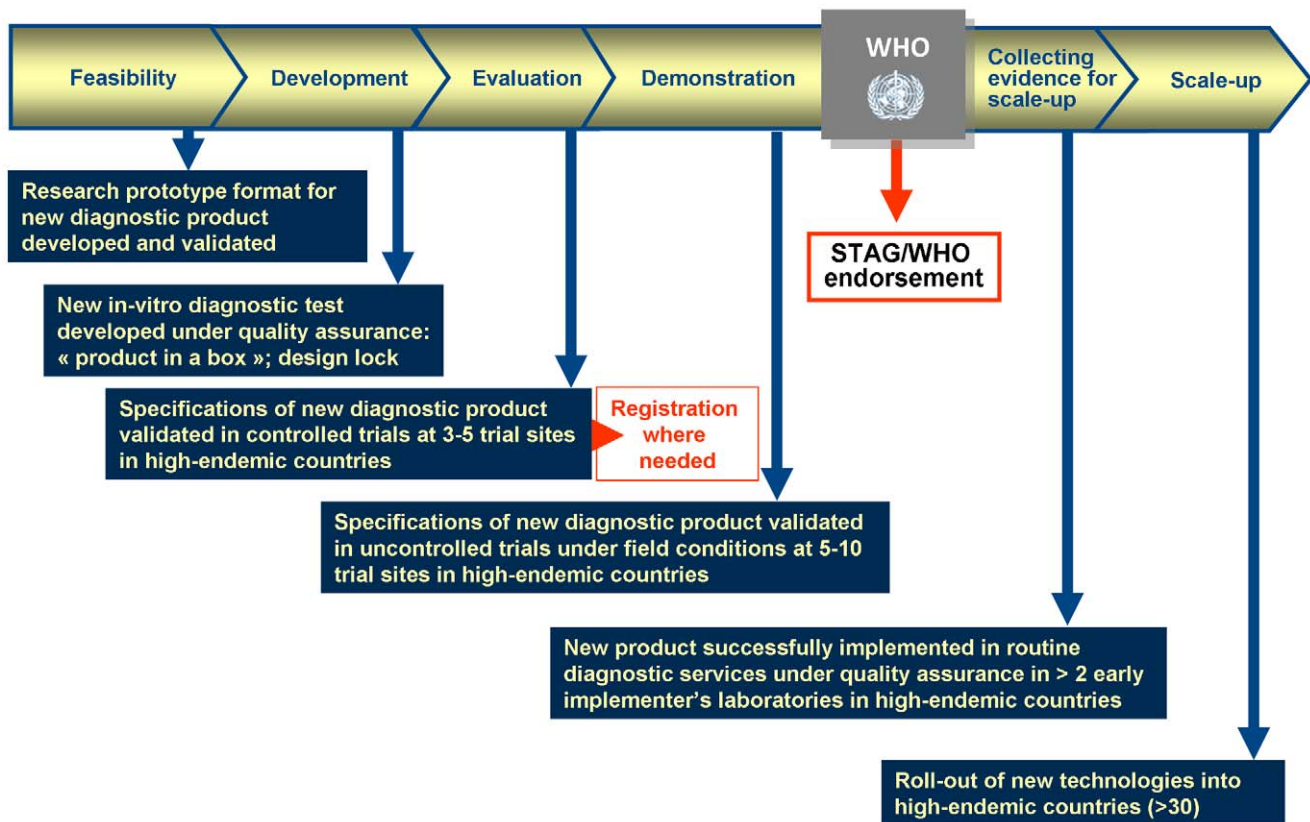 Feasibility
Development
Evaluation
Demonstration
WHO
Collecting
evidence for
scale-up
Scale-up
Research prototype format for
new diagnostic product
developed and validated
STAG/WHO
endorsement
New in-vitro diagnostic test
developed under quality assurance:
« product in a box »; design lock
Specifications of new diagnostic product
validated in controlled trials at 3-5 trial sites
in high-endemic countries
Registration
where
needed
Specifications of new diagnostic product validated
in uncontrolled trials under field conditions at 5-10
trial sites in high-endemic countries
New product successfully implemented in routine
diagnostic services under quality assurance in > 2 early
implementer’s laboratories in high-endemic countries
Roll-out of new technologies into
high-endemic countries (>30)